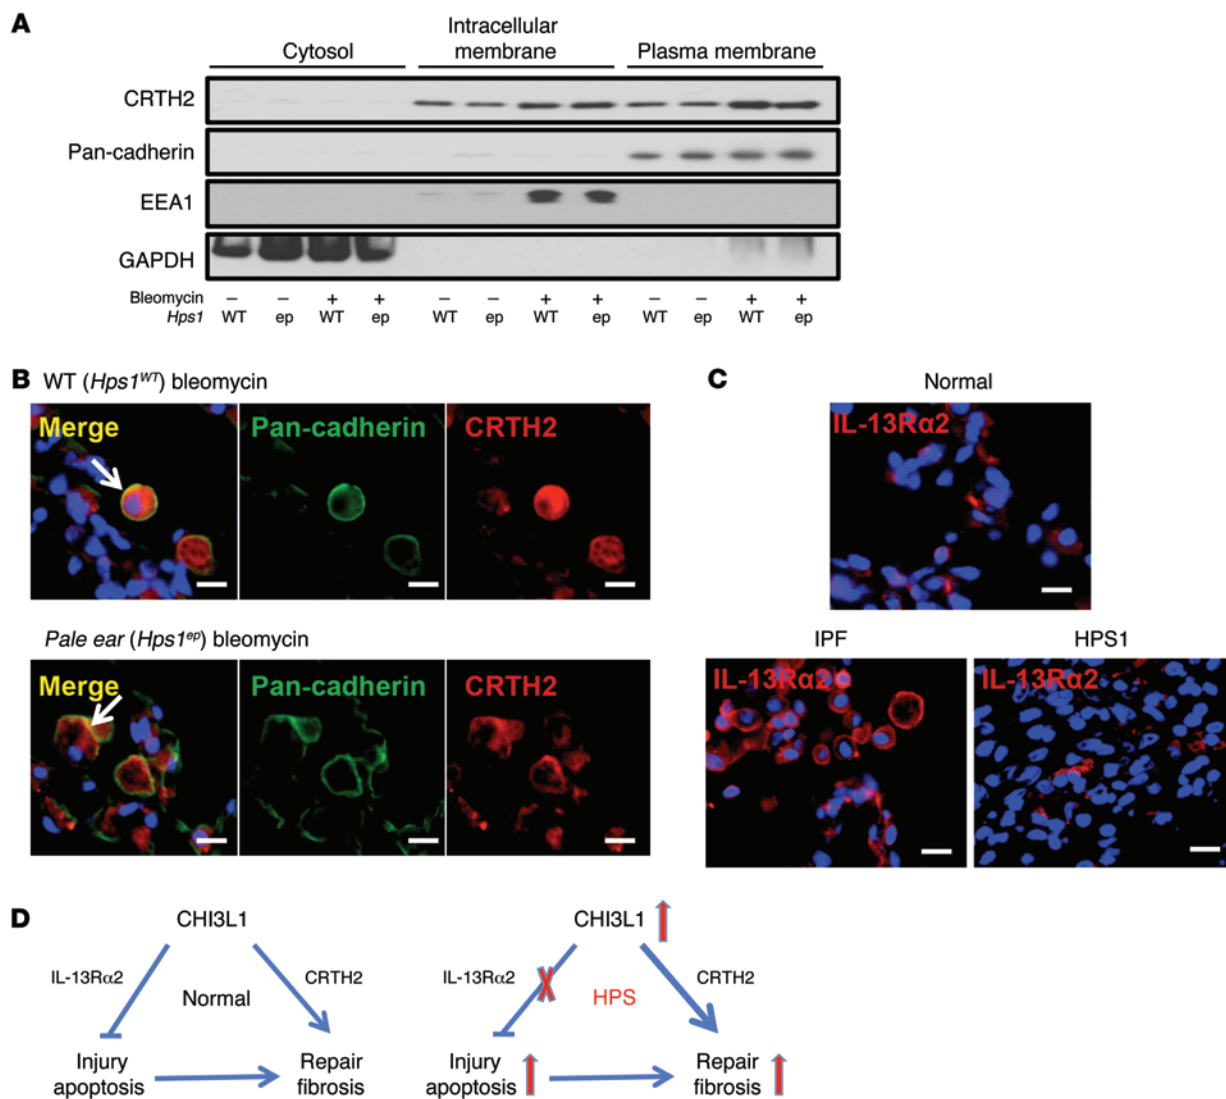 A
Cytosol
Intracellular
membrane
Plasma membrane
CRTH2
Pan-cadherin
EEA1
GAPDH
Bleomycin – – + + – – + + – – + +
Hps1 WT ep WT ep WT ep WT ep WT ep WT ep
B WT (Hps1WT) bleomycin
Merge Pan-cadherin CRTH2
Pale ear (Hps1ep) bleomycin
Merge Pan-cadherin CRTH2
C
Normal
IL-13Rα2
IPF HPS1
IL-13Rα2 IL-13Rα2
D
CHI3L1
IL-13Rα2 CRTH2
Normal
Injury
apoptosis
Repair
fibrosis
CHI3L1
IL-13Rα2 CRTH2
HPS
Injury
apoptosis
Repair
fibrosis